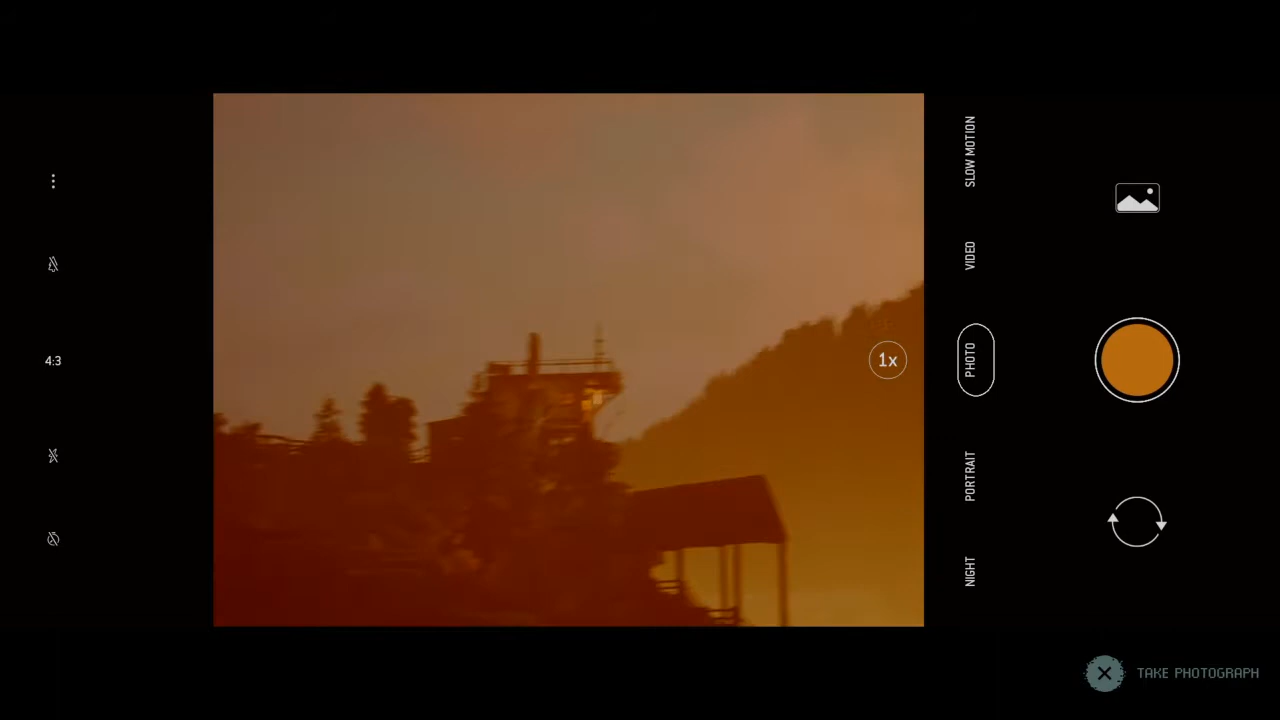 4:3
1x
SLOW MOTION
VIDEO
PHOTO
PORTRAIT
NIGHT
TAKE PHOTOGRAPH